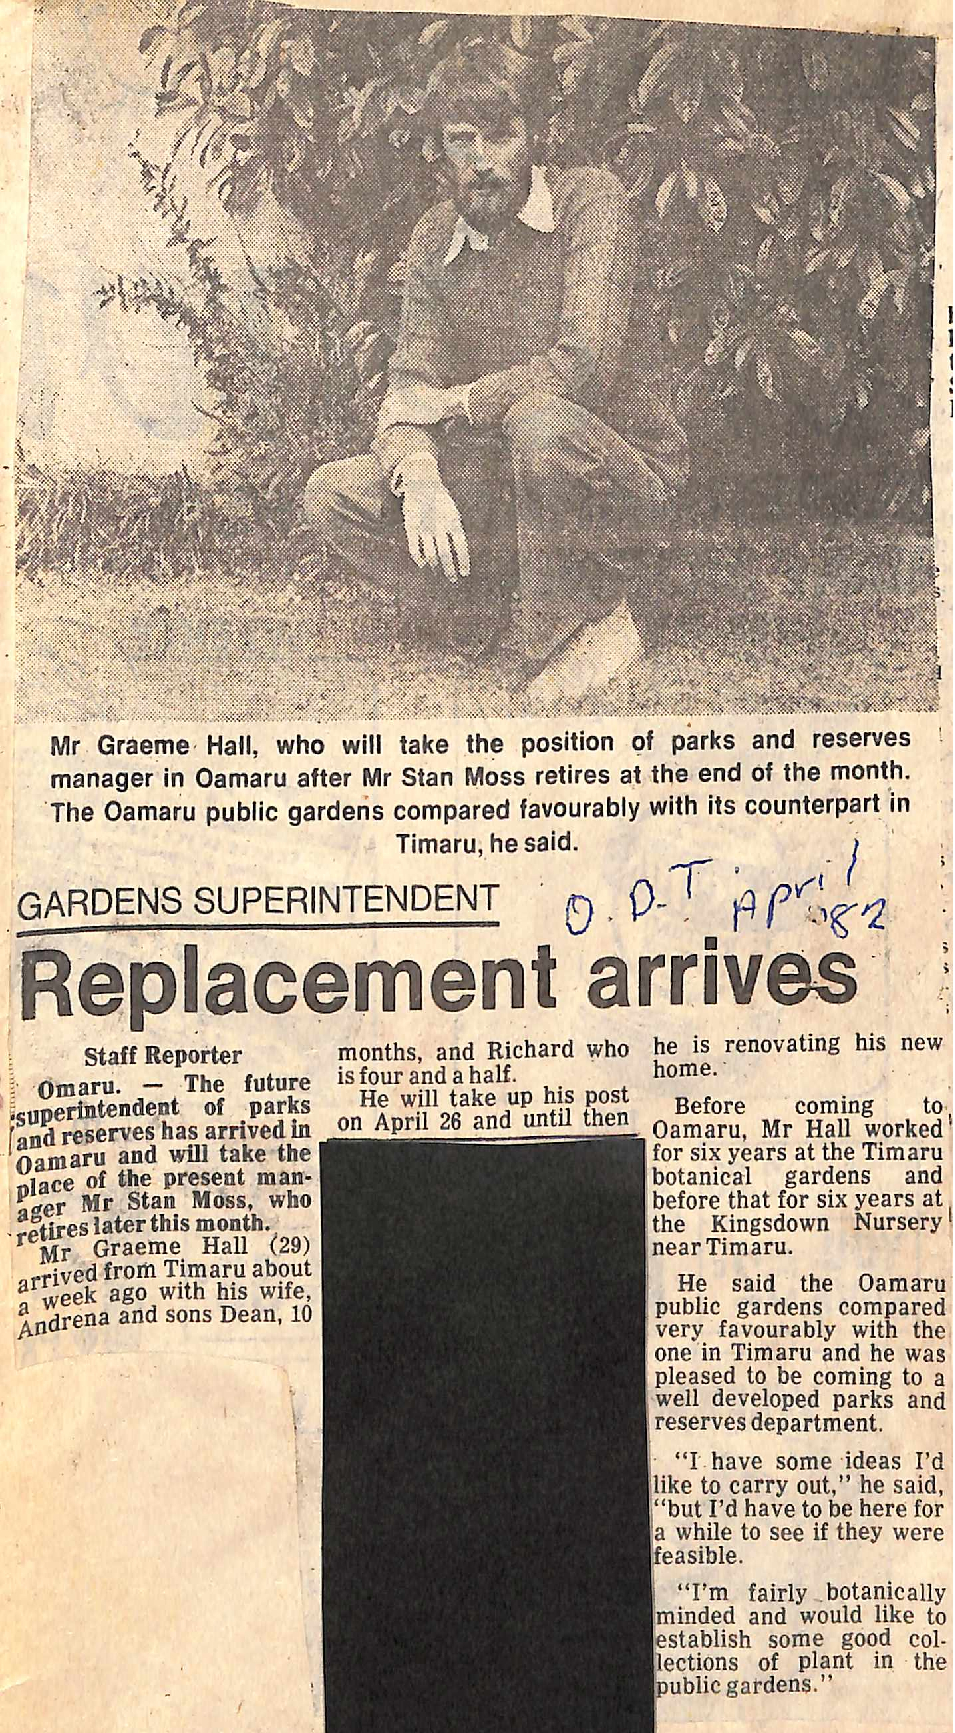 Mr Graeme Hall, who will take the position of parks and reserves
manager in Oamaru after Mr Stan Moss retires at the end of the month.
The Oamaru public gardens compared favourably with its counterpart in
Timaru, he said.
O.D.T April
'82
GARDENS SUPERINTENDENT
Replacement arrives
Staff Reporter
Omaru. — The future
superintendent of parks
and reserves has arrived in
Oamaru and will take the
place of the present man-
ager Mr Stan Moss, who
retires later this month.
Mr Graeme Hall (29)
arrived from Timaru about
a week ago with his wife,
Andrena and sons Dean, 10
months, and Richard who
is four and a half.
He will take up his post
on April 26 and until then
he is renovating his new
home.
Before coming to
Oamaru, Mr Hall worked
for six years at the Timaru
botanical gardens and
before that for six years at
the Kingsdown Nursery
near Timaru.
He said the Oamaru
public gardens compared
very favourably with the
one in Timaru and he was
pleased to be coming to a
well developed parks and
reserves department.
"I have some ideas I'd
like to carry out," he said,
"but I'd have to be here for
a while to see if they were
feasible.
"I'm fairly botanically
minded and would like to
establish some good col-
lections of plant in the
public gardens."